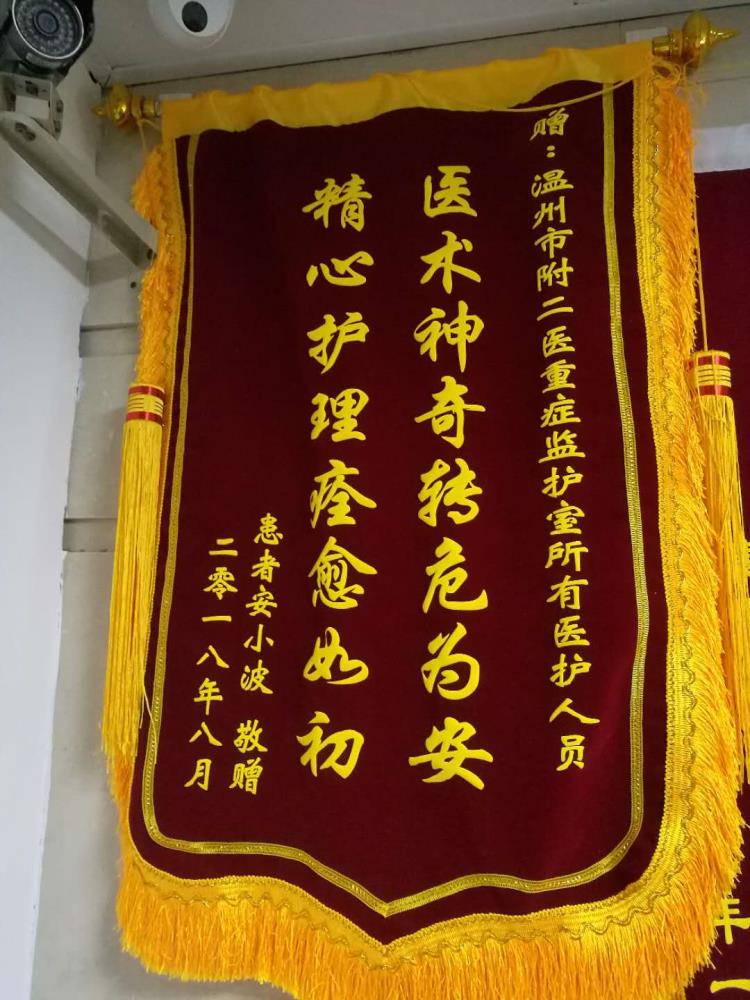 赠：温州市附二医重症监护室所有医护人员
医术神奇转危为安
精心护理痊愈如初
患者安小波 敬赠
二零一八年八月
年一